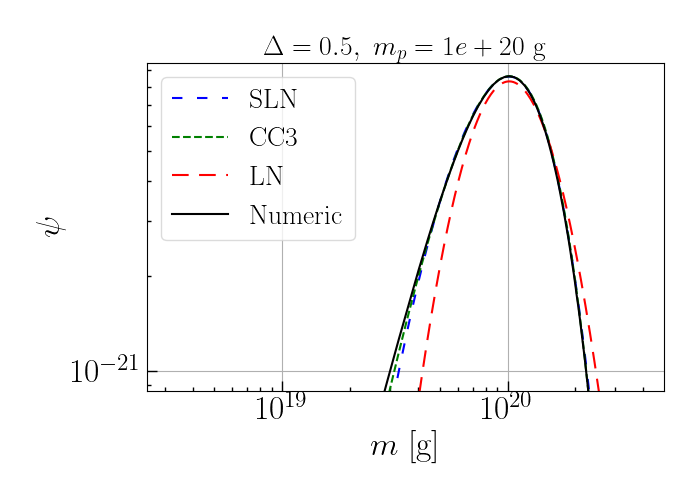 Δ = 0.5, m_p = 1e + 20 g
SLN
CC3
LN
Numeric
ψ
10^{-21}
10^{19}
10^{20}
m [g]